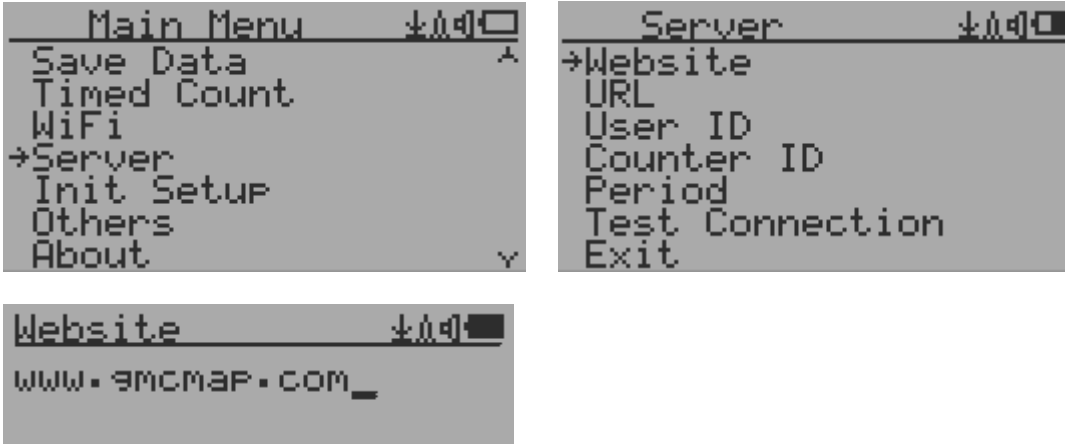 Main Menu
Save Data
Timed Count
WiFi
→Server
Init Setup
Others
About
Server
→Website
URL
User ID
Counter ID
Period
Test Connection
Exit
Website
www.gmcmap.com_